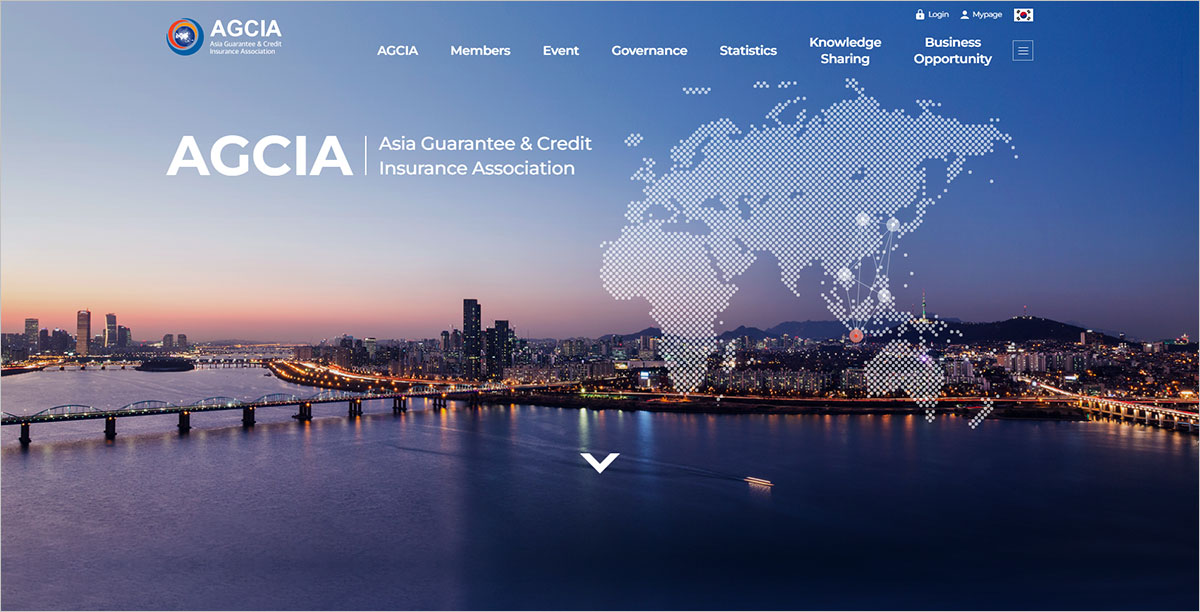 Login
Mypage
AGCIA
Asia Guarantee & Credit
Insurance Association
AGCIA
Members
Event
Governance
Statistics
Knowledge
Sharing
Business
Opportunity
AGCIA
Asia Guarantee & Credit
Insurance Association